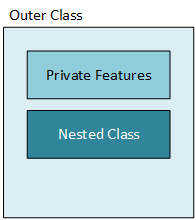 Outer Class
Private Features
Nested Class